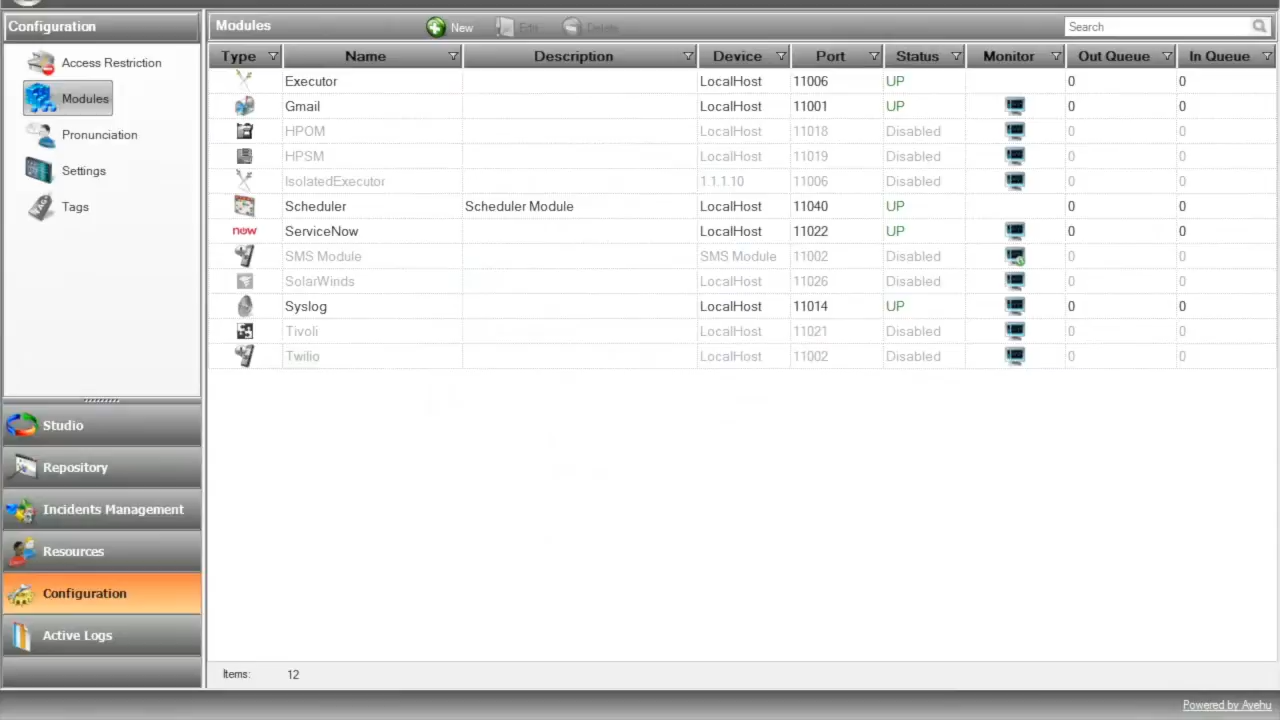 Configuration
Modules
New
Edit
Delete
Search
Type Name Description Device Port Status Monitor Out Queue In Queue
Access Restriction
Modules
Pronunciation
Settings
Tags
Executor LocalHost 11006 UP 0 0
Gmail LocalHost 11001 UP 0 0
HPOM LocalHost 11018 Disabled 0 0
HPSM LocalHost 11019 Disabled 0 0
IsolatedExecutor 1.1.1.10 11006 Disabled 0 0
Scheduler Scheduler Module LocalHost 11040 UP 0 0
now ServiceNow LocalHost 11022 UP 0 0
SMS Module SMS Module 11002 Disabled 0 0
SolarWinds LocalHost 11026 Disabled 0 0
Syslog LocalHost 11014 UP 0 0
Tivoli LocalHost 11021 Disabled 0 0
Twilio LocalHost 11002 Disabled 0 0
Studio
Repository
Incidents Management
Resources
Configuration
Active Logs
Items: 12
Powered by Ayehu